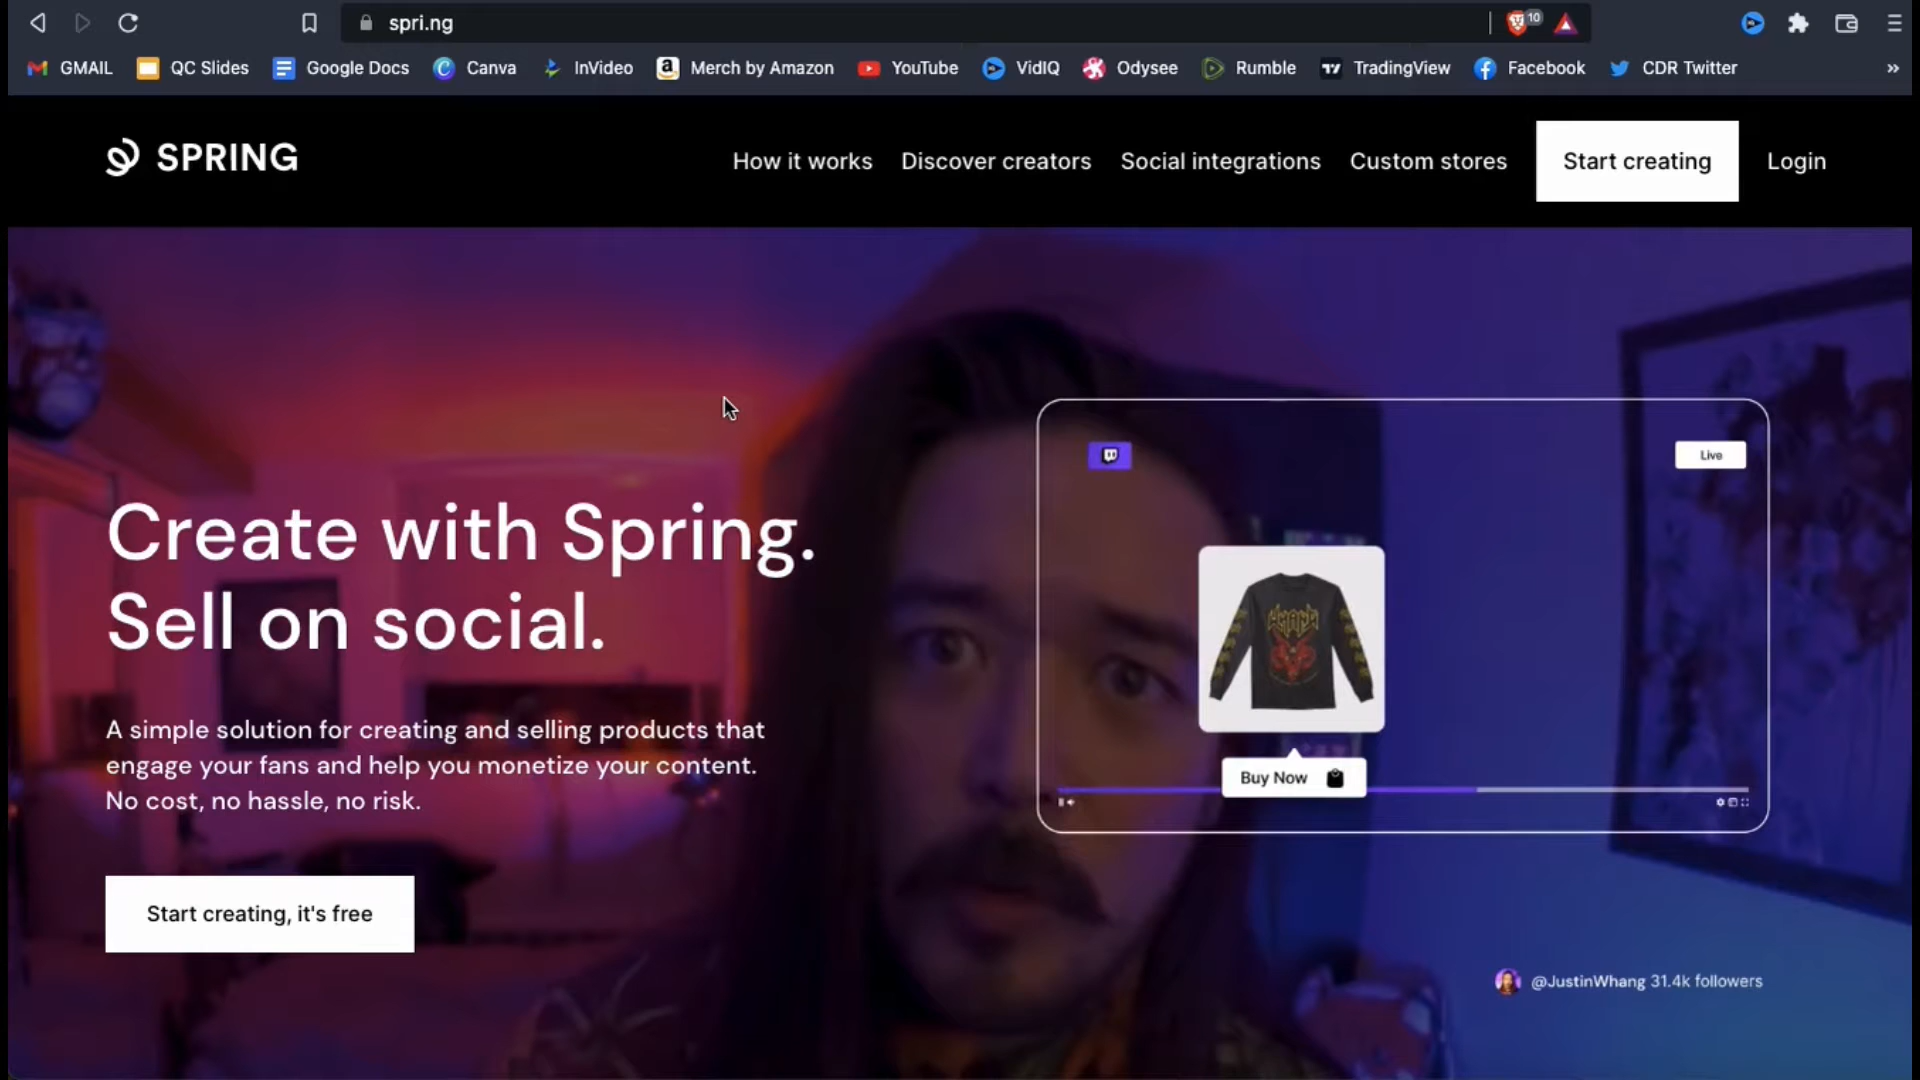 spri.ng
10
GMAIL QC Slides Google Docs Canva InVideo Merch by Amazon YouTube VidIQ Odysee Rumble TradingView Facebook CDR Twitter »
SPRING
How it works Discover creators Social integrations Custom stores Start creating Login
Live
Create with Spring.
Sell on social.
A simple solution for creating and selling products that
engage your fans and help you monetize your content.
No cost, no hassle, no risk.
Buy Now
Start creating, it's free
@JustinWhang 31.4k followers